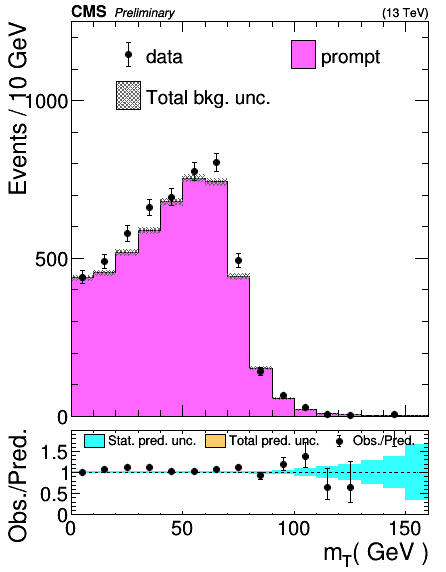 CMS Preliminary (13 TeV)
Events / 10 GeV
data
prompt
Total bkg. unc.
1000
500
0
Obs./Pred.
Stat. pred. unc.
Total pred. unc.
Obs./Pred.
1.5
1
0.5
0
0 50 100 150
m_T( GeV )